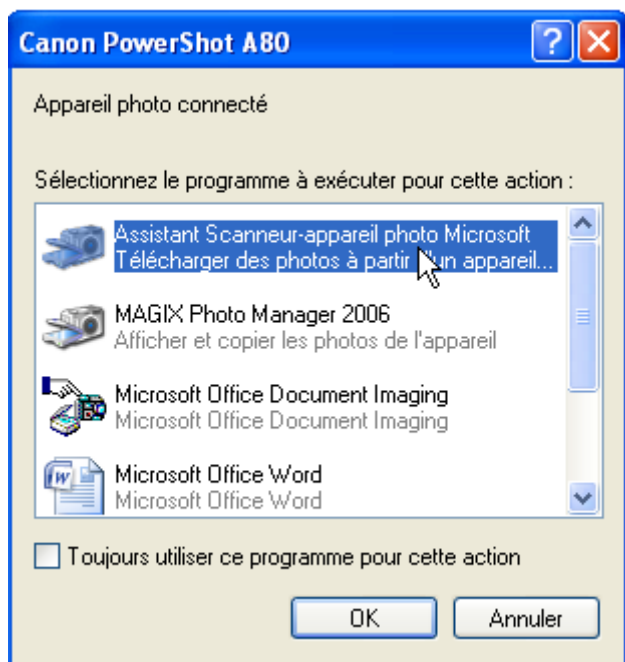 Canon PowerShot A80
Appareil photo connecté
Sélectionnez le programme à exécuter pour cette action :
Assistant Scanneur-appareil photo Microsoft
Télécharger des photos à partir d'un appareil...
MAGIX Photo Manager 2006
Afficher et copier les photos de l'appareil
Microsoft Office Document Imaging
Microsoft Office Document Imaging
Microsoft Office Word
Microsoft Office Word
Toujours utiliser ce programme pour cette action
OK Annuler